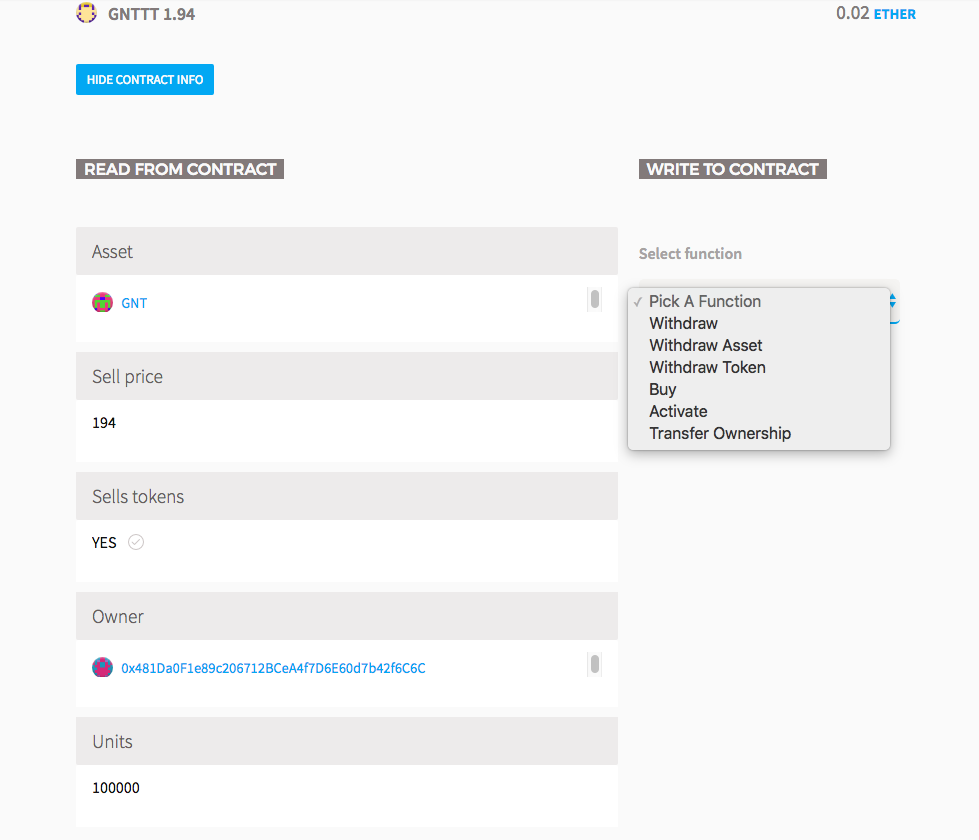 GNTTT 1.94
0.02 ETHER
HIDE CONTRACT INFO
READ FROM CONTRACT
Asset
GNT
Sell price
194
Sells tokens
YES
Owner
0x481Da0F1e89c206712BCeA4f7D6E60d7b42f6C6C
Units
100000
WRITE TO CONTRACT
Select function
✓ Pick A Function
Withdraw
Withdraw Asset
Withdraw Token
Buy
Activate
Transfer Ownership